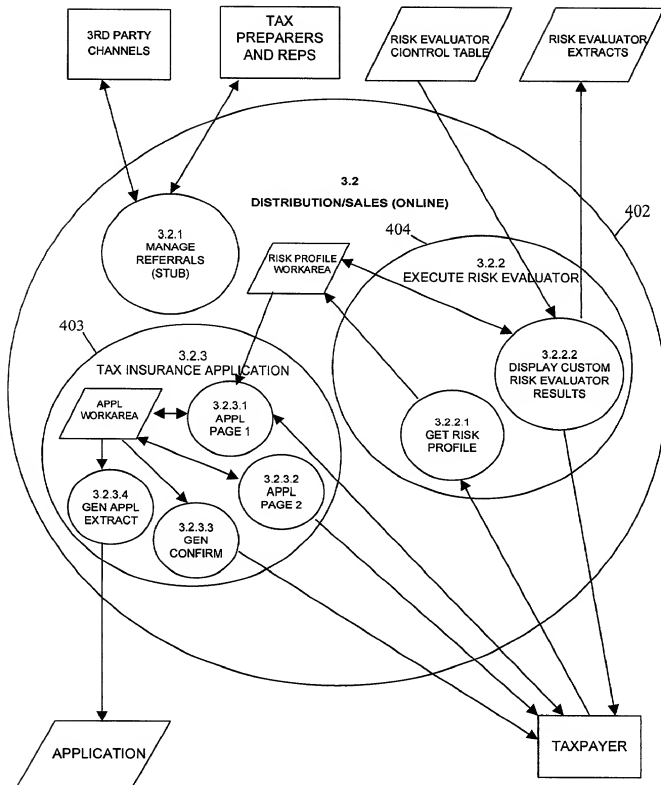 3RD PARTY
CHANNELS
TAX
PREPARERS
AND REPS
RISK EVALUATOR
CIONTROL TABLE
RISK EVALUATOR
EXTRACTS
3.2
DISTRIBUTION/SALES (ONLINE)
402
3.2.1
MANAGE
REFERRALS
(STUB)
404
3.2.2
EXECUTE RISK EVALUATOR
RISK PROFILE
WORKAREA
3.2.2.2
DISPLAY CUSTOM
RISK EVALUATOR
RESULTS
3.2.2.1
GET RISK
PROFILE
403
3.2.3
TAX INSURANCE APPLICATION
APPL
WORKAREA
3.2.3.1
APPL
PAGE 1
3.2.3.2
APPL
PAGE 2
3.2.3.4
GEN APPL
EXTRACT
3.2.3.3
GEN
CONFIRM
APPLICATION
TAXPAYER